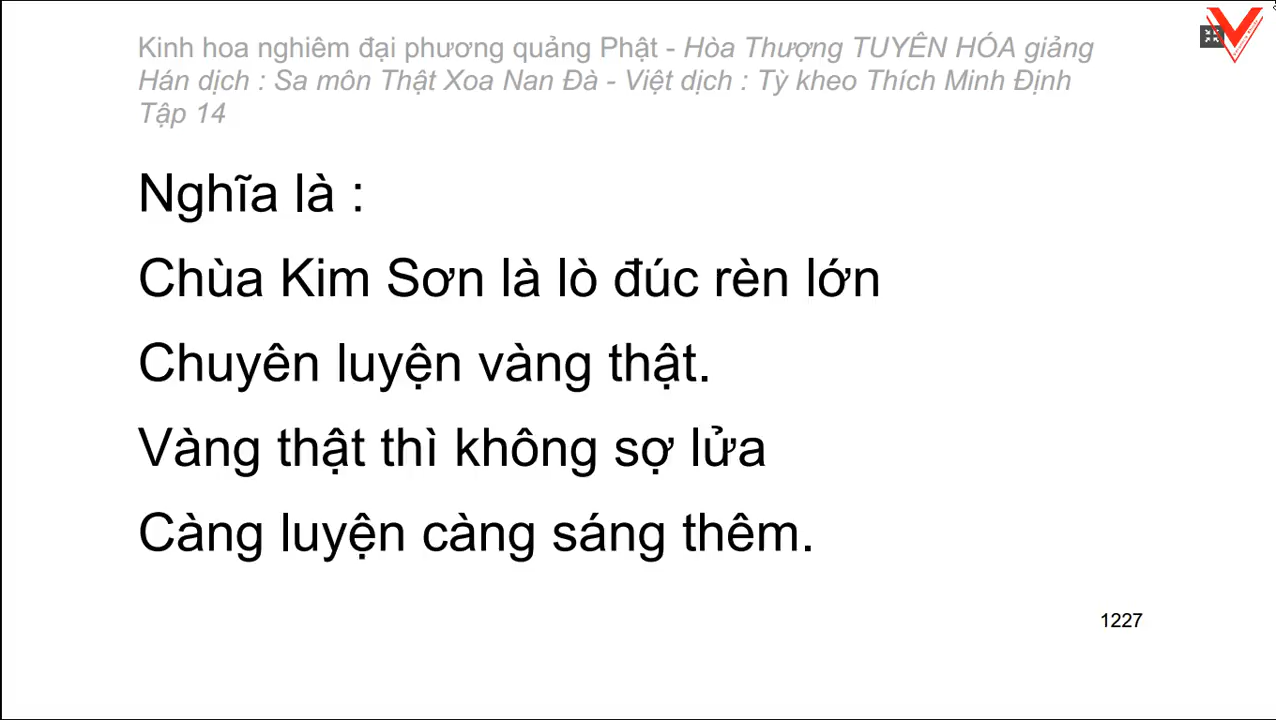 Kinh hoa nghiêm đại phương quảng Phật - Hòa Thượng TUYÊN HÓA giảng
Hán dịch : Sa môn Thật Xoa Nan Đà - Việt dịch : Tỳ kheo Thích Minh Định
Tập 14
Nghĩa là :
Chùa Kim Sơn là lò đúc rèn lớn
Chuyên luyện vàng thật.
Vàng thật thì không sợ lửa
Càng luyện càng sáng thêm.
1227